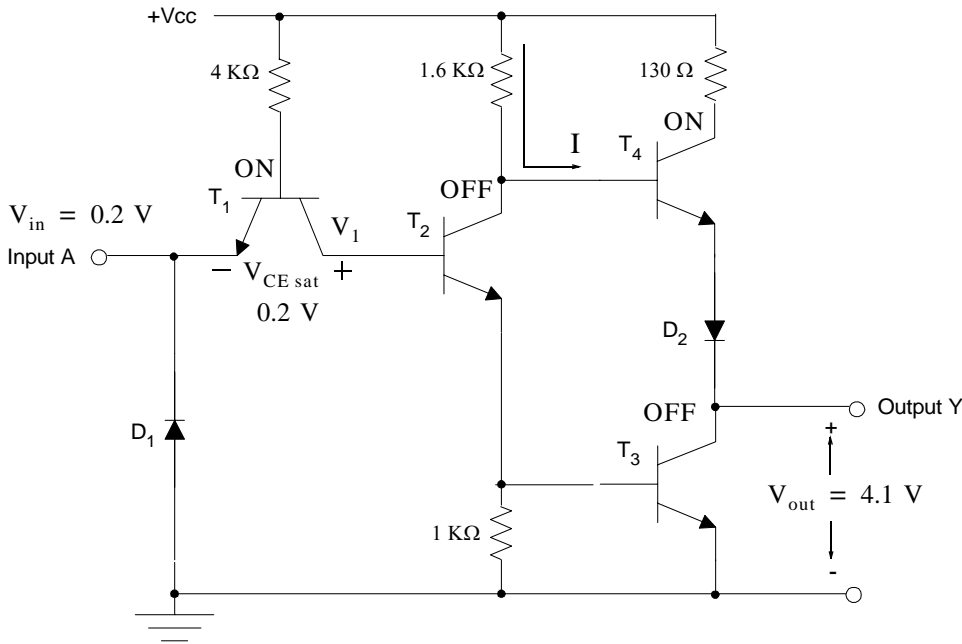 +Vcc
4 KΩ
1.6 KΩ
130 Ω
ON
I
ON
T4
T1
OFF
Vin = 0.2 V
V1
T2
Input A
− VCE sat +
0.2 V
D2
OFF
Output Y
D1
+
T3
Vout = 4.1 V
1 KΩ
-